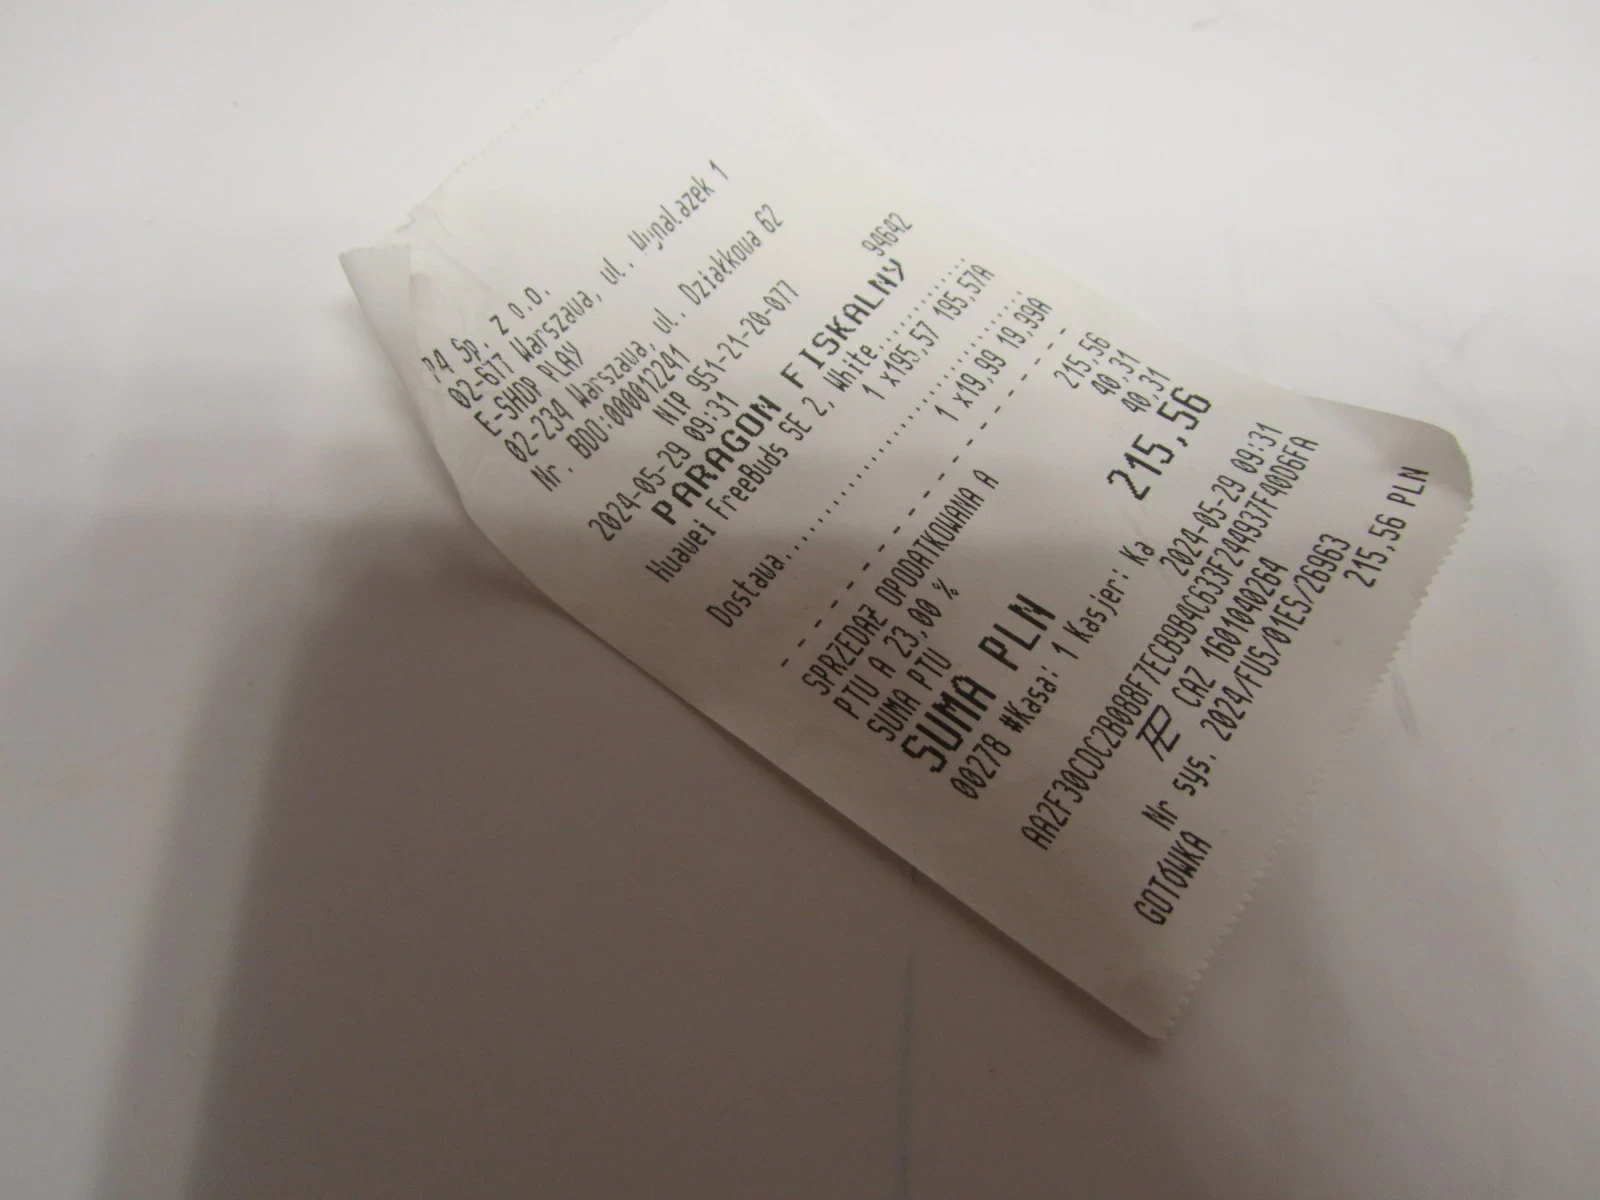 P4 Sp. z o.o.
02-677 Warszawa, ul. Wynalazek 1
E-SHOP PLAY
02-234 Warszawa, ul. Działkowa 62
Nr. BDO:000012241
NIP 951-21-20-077
2024-05-29 09:31 94642
PARAGON FISKALNY
Huawei FreeBuds SE 2, White..........
1 x195,57 195,57A
Dostawa..............................
1 x19,99 19,99A
- - - - - - - - - - - - - - - - - - - -
SPRZEDAŻ OPODATKOWANA A 215,56
PTU A 23,00 % 40,31
SUMA PTU 40,31
SUMA PLN 215,56
00278 #Kasa: 1 Kasjer: Ka 2024-05-29 09:31
AA2F30CDC2B088F7ECB9B4C633F244937F40D6FA
CAZ 1601040264
Nr sys. 2024/FUS/01ES/26963
GOTÓWKA 215,56 PLN